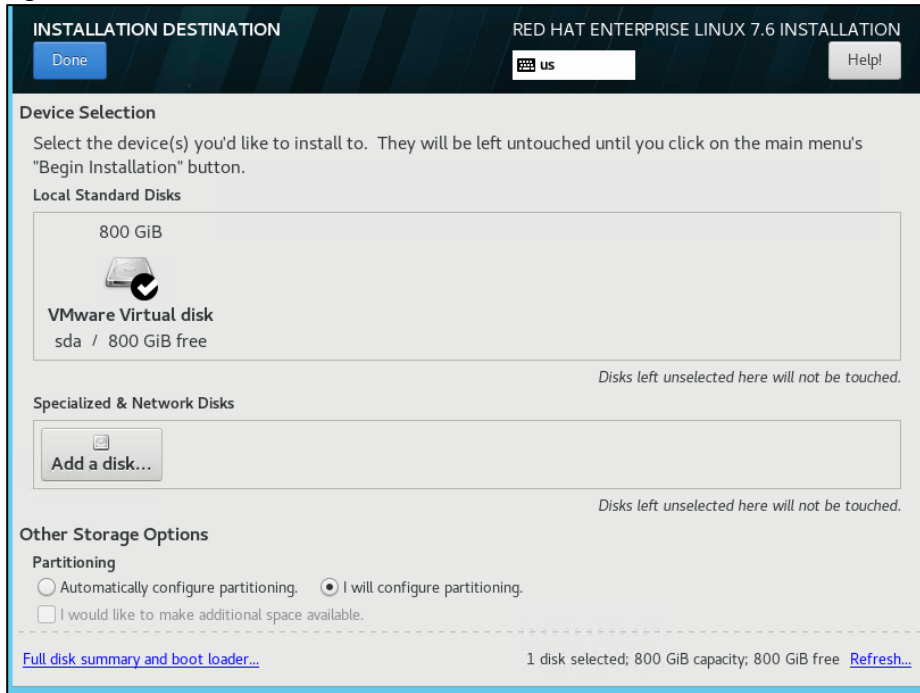 INSTALLATION DESTINATION
RED HAT ENTERPRISE LINUX 7.6 INSTALLATION
Done
us
Help!
Device Selection
Select the device(s) you'd like to install to. They will be left untouched until you click on the main menu's
"Begin Installation" button.
Local Standard Disks
800 GiB
VMware Virtual disk
sda / 800 GiB free
Disks left unselected here will not be touched.
Specialized & Network Disks
Add a disk...
Disks left unselected here will not be touched.
Other Storage Options
Partitioning
Automatically configure partitioning. I will configure partitioning.
I would like to make additional space available.
Full disk summary and boot loader... 1 disk selected; 800 GiB capacity; 800 GiB free Refresh...